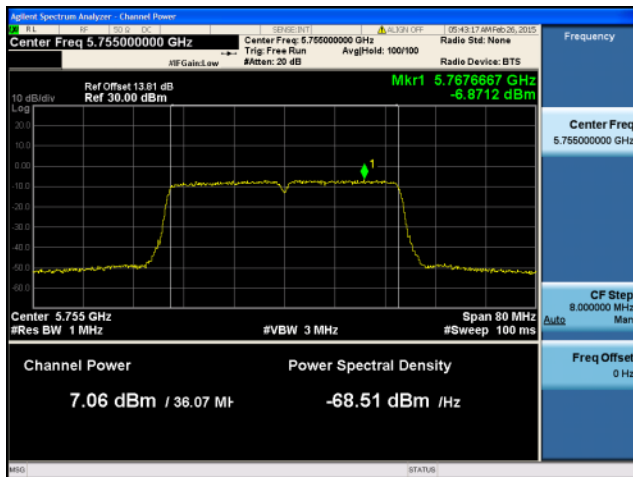 Agilent Spectrum Analyzer - Channel Power
RL RF 50 Ω DC SENSE:INT ALIGN OFF 05:43:17 AM Feb 26, 2015
Center Freq 5.755000000 GHz
Center Freq: 5.755000000 GHz
Radio Std: None
Trig: Free Run Avg|Hold: 100/100
#IFGain:Low #Atten: 20 dB Radio Device: BTS
Mkr1 5.7676667 GHz
-6.8712 dBm
Ref Offset 13.81 dB
10 dB/div Ref 30.00 dBm
Log
20.0
10.0
0.00
-10.0
-20.0
-30.0
-40.0
-50.0
-60.0
1
Center 5.755 GHz Span 80 MHz
#Res BW 1 MHz #VBW 3 MHz #Sweep 100 ms
Channel Power Power Spectral Density
7.06 dBm / 36.07 MH -68.51 dBm /Hz
MSG STATUS
Frequency
Center Freq
5.755000000 GHz
CF Step
8.000000 MHz
Auto Man
Freq Offset
0 Hz